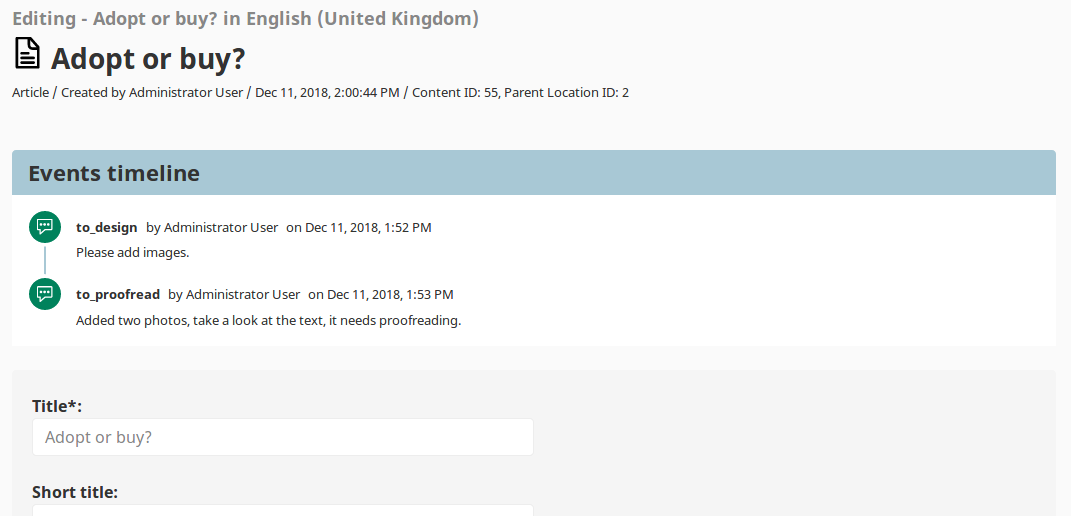 Editing - Adopt or buy? in English (United Kingdom)
Adopt or buy?
Article / Created by Administrator User / Dec 11, 2018, 2:00:44 PM / Content ID: 55, Parent Location ID: 2
Events timeline
to_design by Administrator User on Dec 11, 2018, 1:52 PM
Please add images.
to_proofread by Administrator User on Dec 11, 2018, 1:53 PM
Added two photos, take a look at the text, it needs proofreading.
Title*:
Adopt or buy?
Short title: